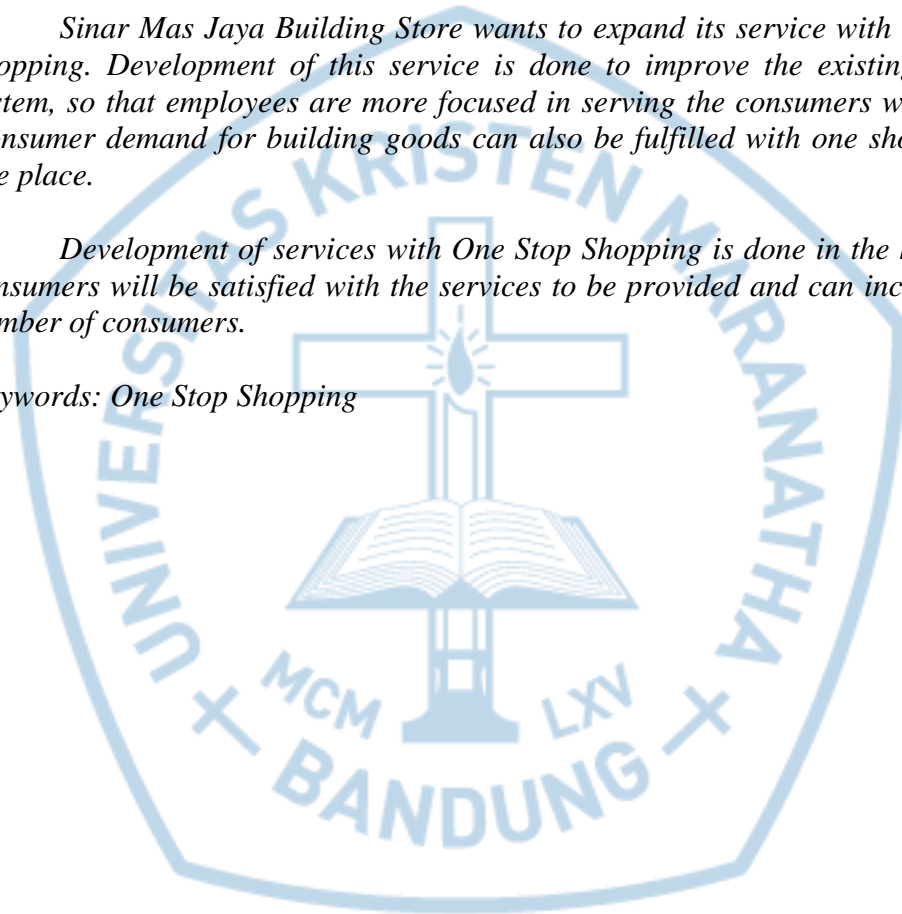 Sinar Mas Jaya Building Store wants to expand its service with
opping. Development of this service is done to improve the existing
stem, so that employees are more focused in serving the consumers w
onsumer demand for building goods can also be fulfilled with one sho
e place.
Development of services with One Stop Shopping is done in the
nsumers will be satisfied with the services to be provided and can inc
mber of consumers.
ywords: One Stop Shopping
UNIVERSITAS KRISTEN MARANATHA
MCM LXV
BANDUNG